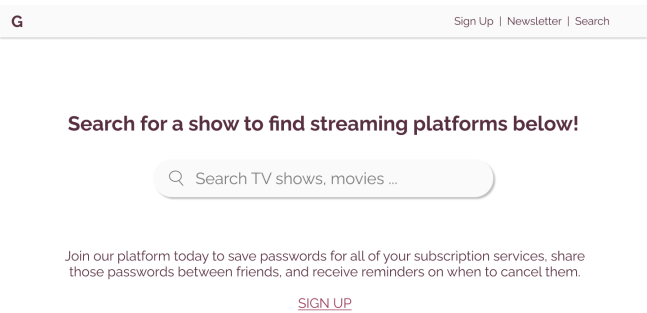 G
Sign Up | Newsletter | Search
Search for a show to find streaming platforms below!
Search TV shows, movies ...
Join our platform today to save passwords for all of your subscription services, share
those passwords between friends, and receive reminders on when to cancel them.
SIGN UP